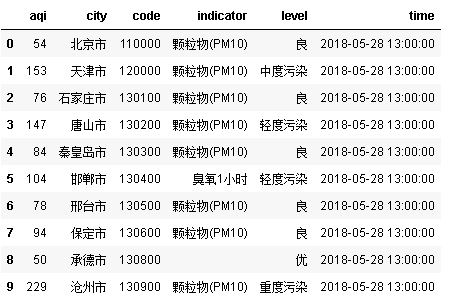 aqi city code indicator level time
0 54 北京市 110000 颗粒物(PM10) 良 2018-05-28 13:00:00
1 153 天津市 120000 颗粒物(PM10) 中度污染 2018-05-28 13:00:00
2 76 石家庄市 130100 颗粒物(PM10) 良 2018-05-28 13:00:00
3 147 唐山市 130200 颗粒物(PM10) 轻度污染 2018-05-28 13:00:00
4 84 秦皇岛市 130300 颗粒物(PM10) 良 2018-05-28 13:00:00
5 104 邯郸市 130400 臭氧1小时 轻度污染 2018-05-28 13:00:00
6 78 邢台市 130500 颗粒物(PM10) 良 2018-05-28 13:00:00
7 94 保定市 130600 颗粒物(PM10) 良 2018-05-28 13:00:00
8 50 承德市 130800 优 2018-05-28 13:00:00
9 229 沧州市 130900 颗粒物(PM10) 重度污染 2018-05-28 13:00:00